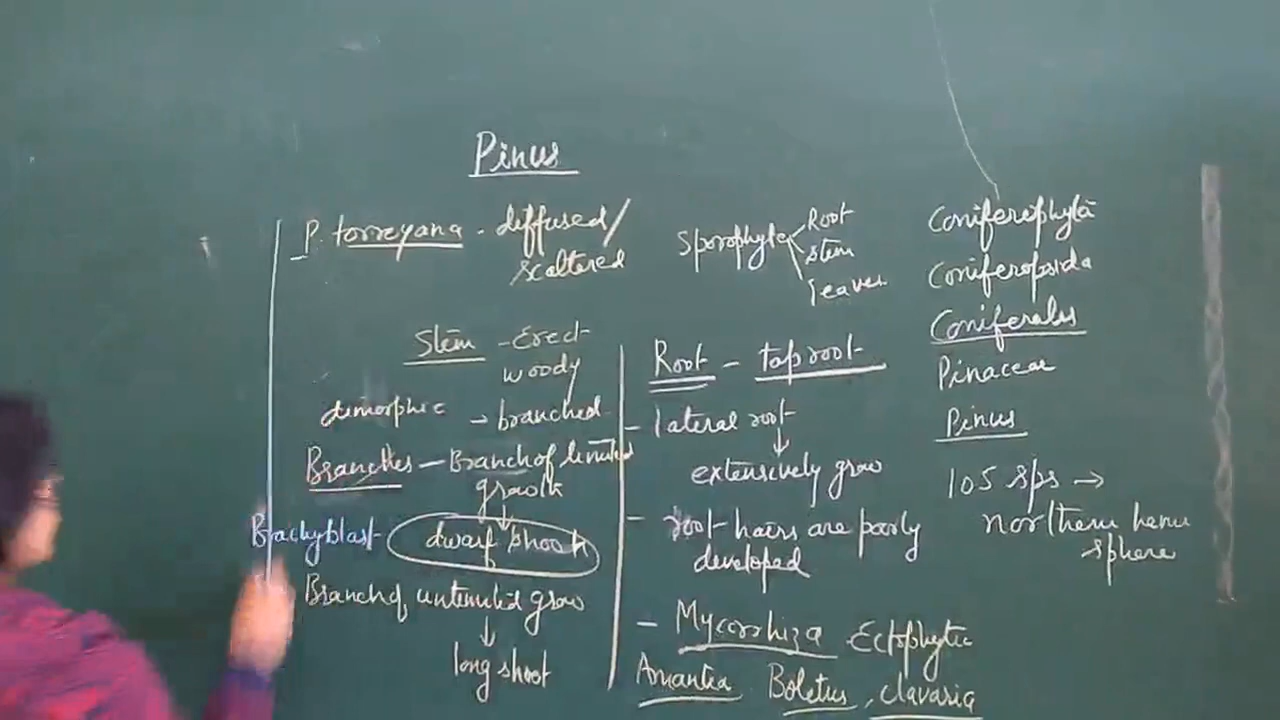 Pinus
P. torreyana - diffused/
scaltered
Stem - Erect
woody
dimorphic → branched
Branches - Branch of limited
growth
Brachyblast dwarf shoot
Branch of unlimited grow
long shoot
Sporophyte Root
stem
leaves
Root - tap root
- lateral root
extensively grow
- root hairs are poorly
developed
- Mycorrhiza - Ectophytic
Amantia Boletus, clavaria
Coniferophyta
Coniferopsida
Coniferales
Pinaceae
Pinus
105 sps →
northern hemi
sphere